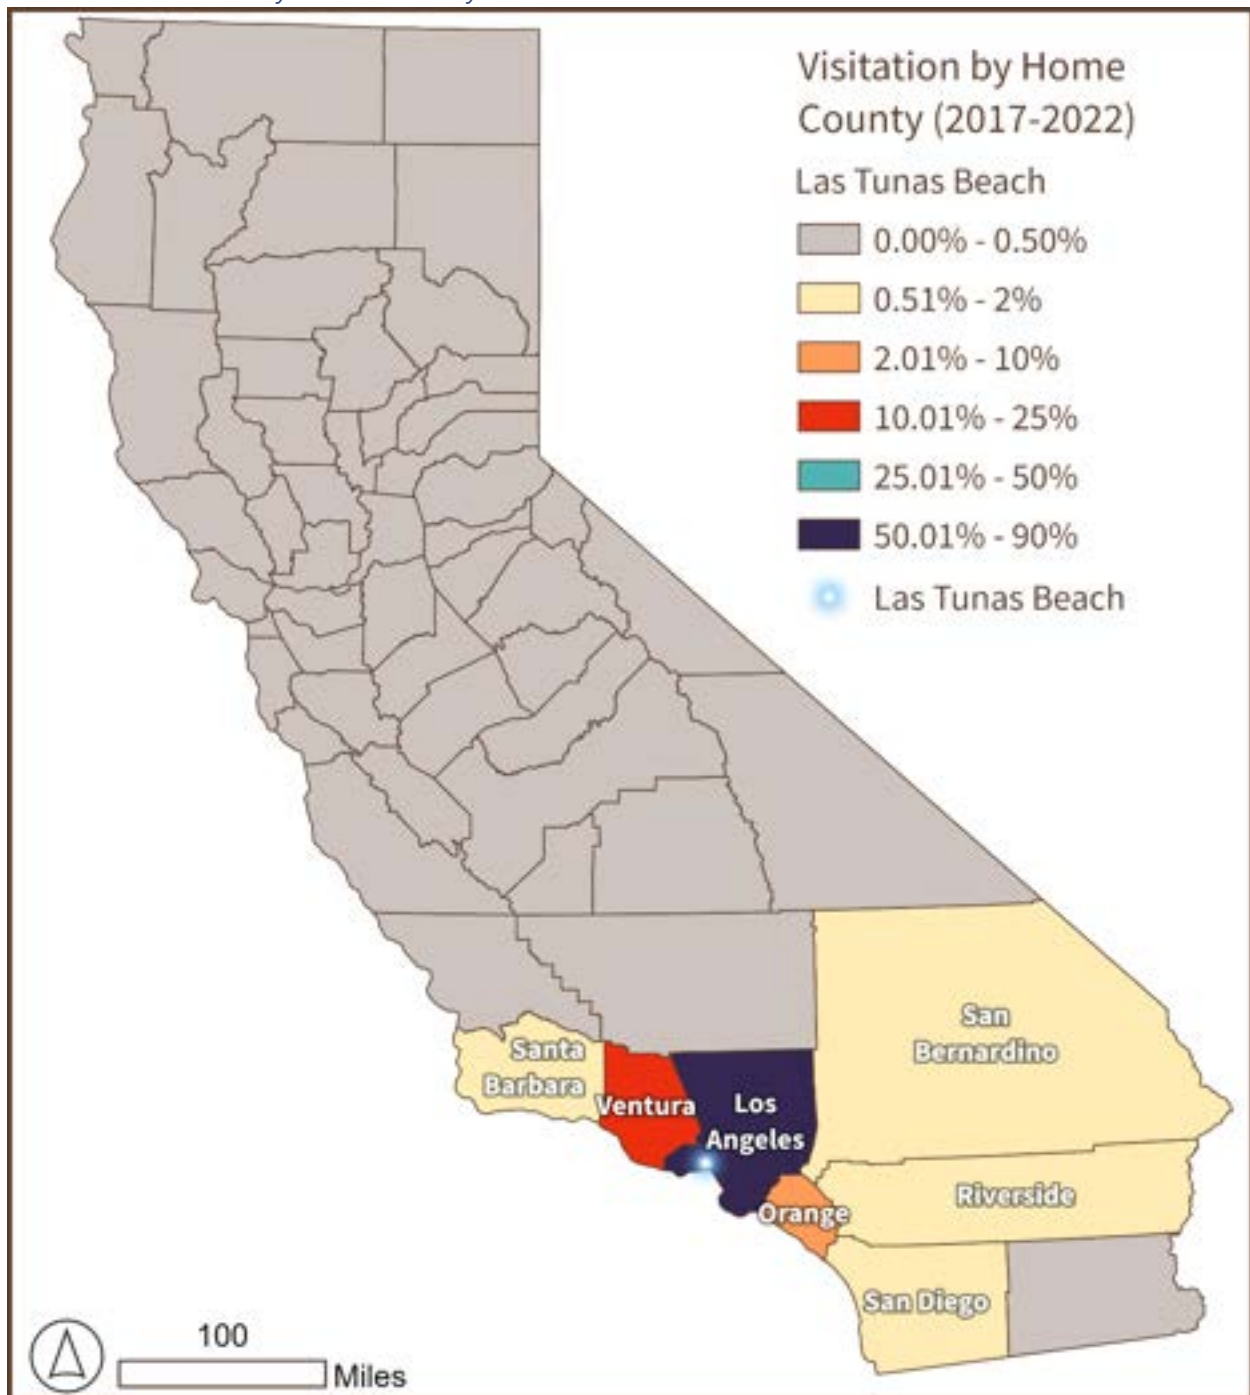 Visitation by Home
County (2017-2022)
Las Tunas Beach
0.00% - 0.50%
0.51% - 2%
2.01% - 10%
10.01% - 25%
25.01% - 50%
50.01% - 90%
Las Tunas Beach
San
Bernardino
Santa
Barbara
Ventura
Los
Angeles
Riverside
Orange
San Diego
100
Miles